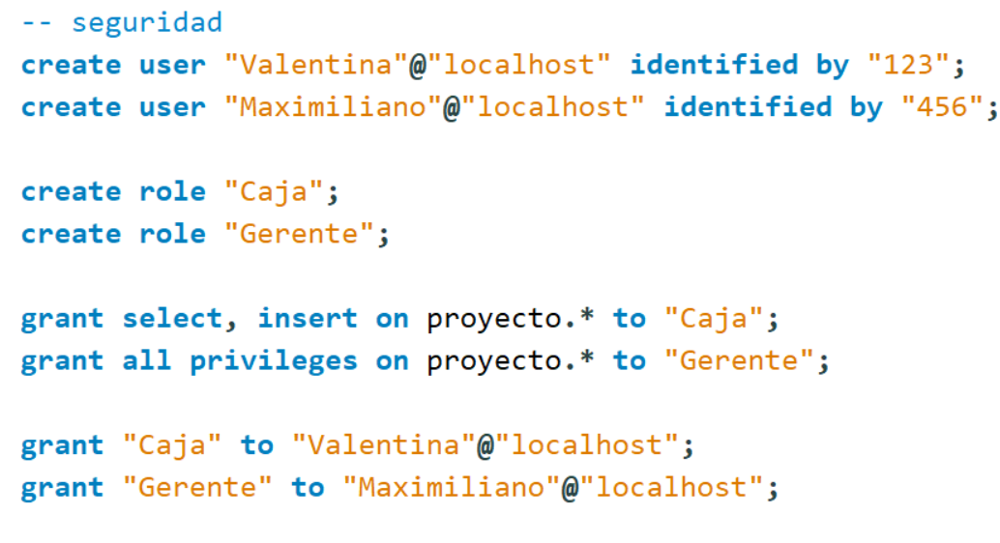 -- seguridad
create user "Valentina"@"localhost" identified by "123";
create user "Maximiliano"@"localhost" identified by "456";
create role "Caja";
create role "Gerente";
grant select, insert on proyecto.* to "Caja";
grant all privileges on proyecto.* to "Gerente";
grant "Caja" to "Valentina"@"localhost";
grant "Gerente" to "Maximiliano"@"localhost";